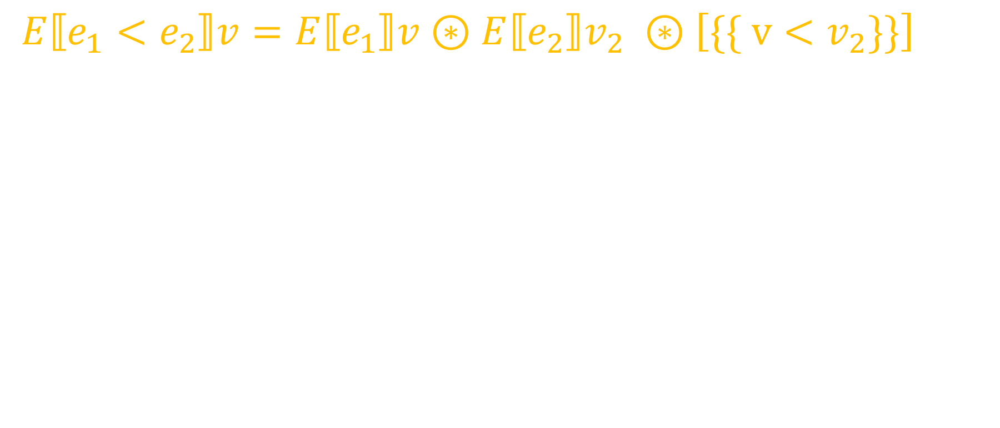 𝐸⟦𝑒₁ < 𝑒₂⟧𝑣 = 𝐸⟦𝑒₁⟧𝑣 ⊛ 𝐸⟦𝑒₂⟧𝑣₂ ⊛ [{{ v < 𝑣₂}}]